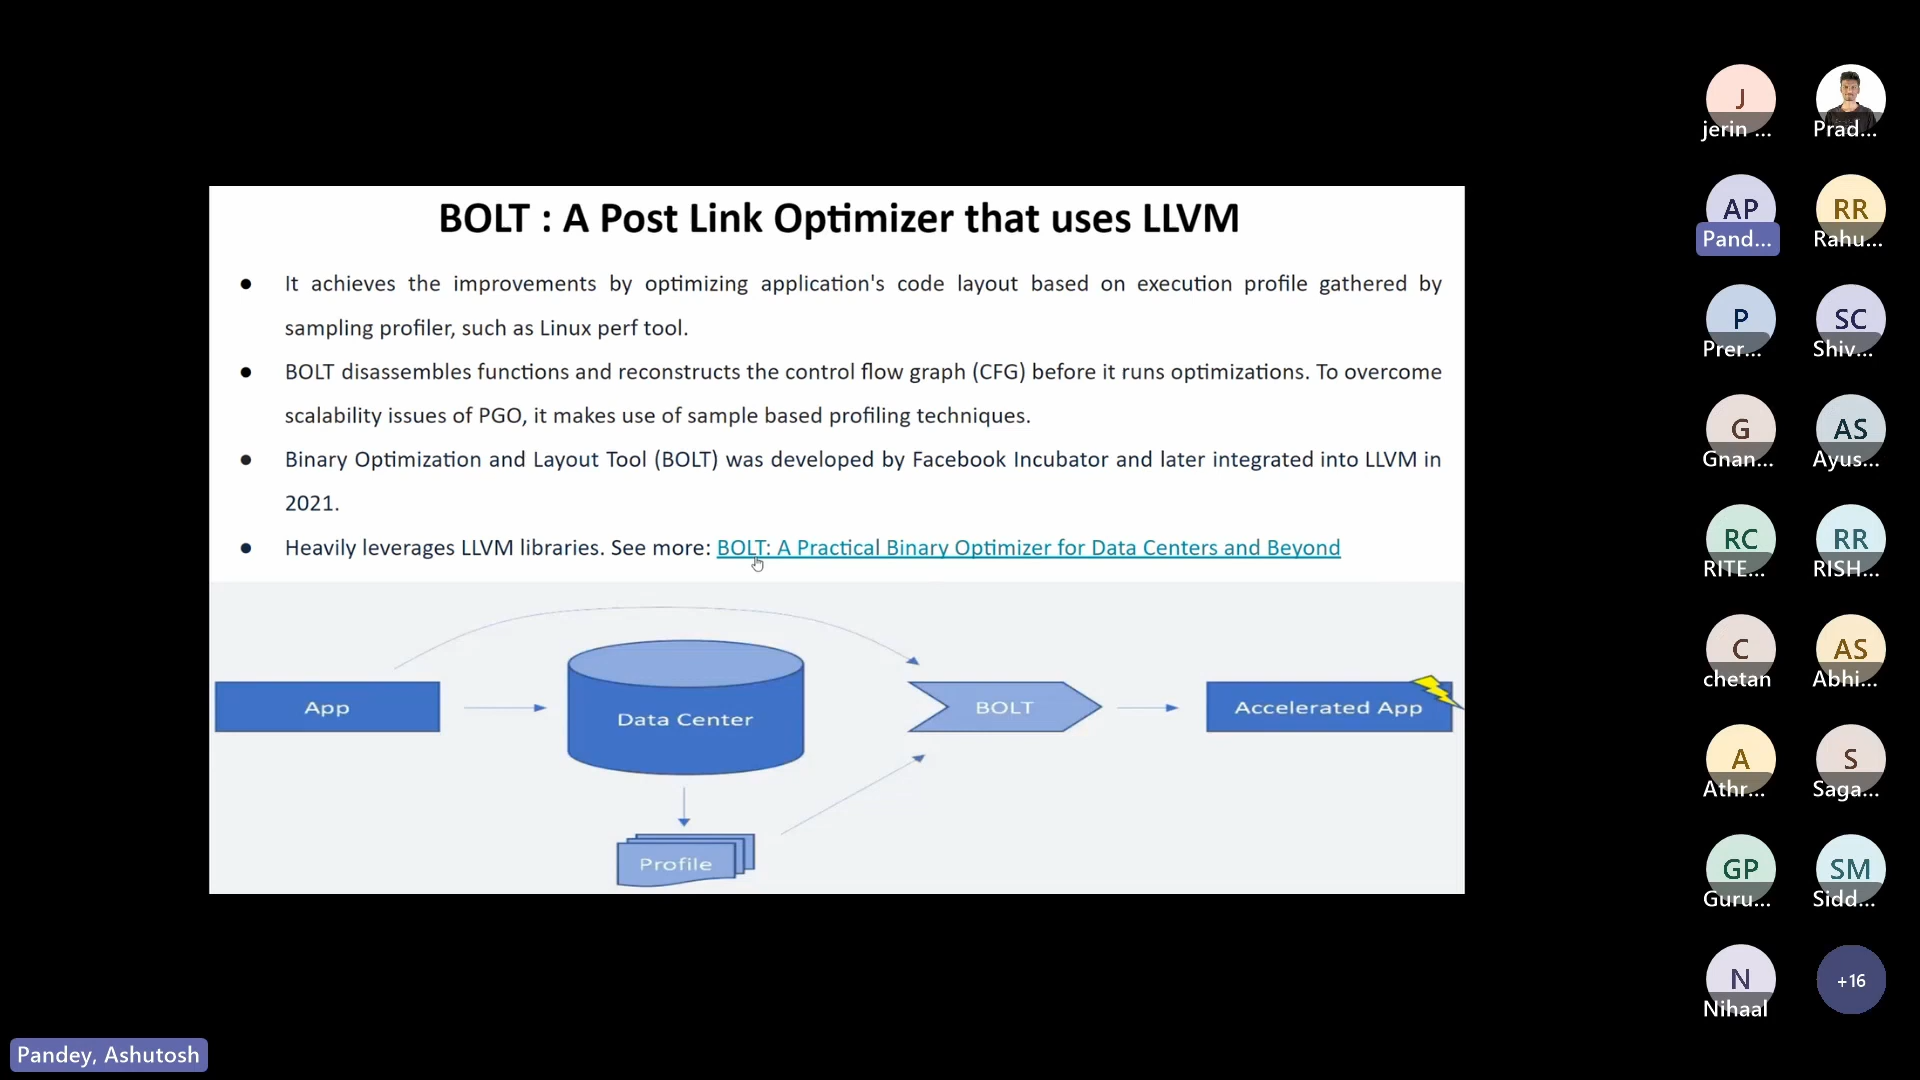 BOLT : A Post Link Optimizer that uses LLVM
● It achieves the improvements by optimizing application's code layout based on execution profile gathered by
sampling profiler, such as Linux perf tool.
● BOLT disassembles functions and reconstructs the control flow graph (CFG) before it runs optimizations. To overcome
scalability issues of PGO, it makes use of sample based profiling techniques.
● Binary Optimization and Layout Tool (BOLT) was developed by Facebook Incubator and later integrated into LLVM in
2021.
● Heavily leverages LLVM libraries. See more: BOLT: A Practical Binary Optimizer for Data Centers and Beyond
App
Data Center
BOLT
Accelerated App
Profile
J
jerin ...
Prad...
AP
Pand...
RR
Rahu...
P
Prer...
SC
Shiv...
G
Gnan...
AS
Ayus...
RC
RITE...
RR
RISH...
C
chetan
AS
Abhi...
A
Athr...
S
Saga...
GP
Guru...
SM
Sidd...
N
Nihaal
+16
Pandey, Ashutosh